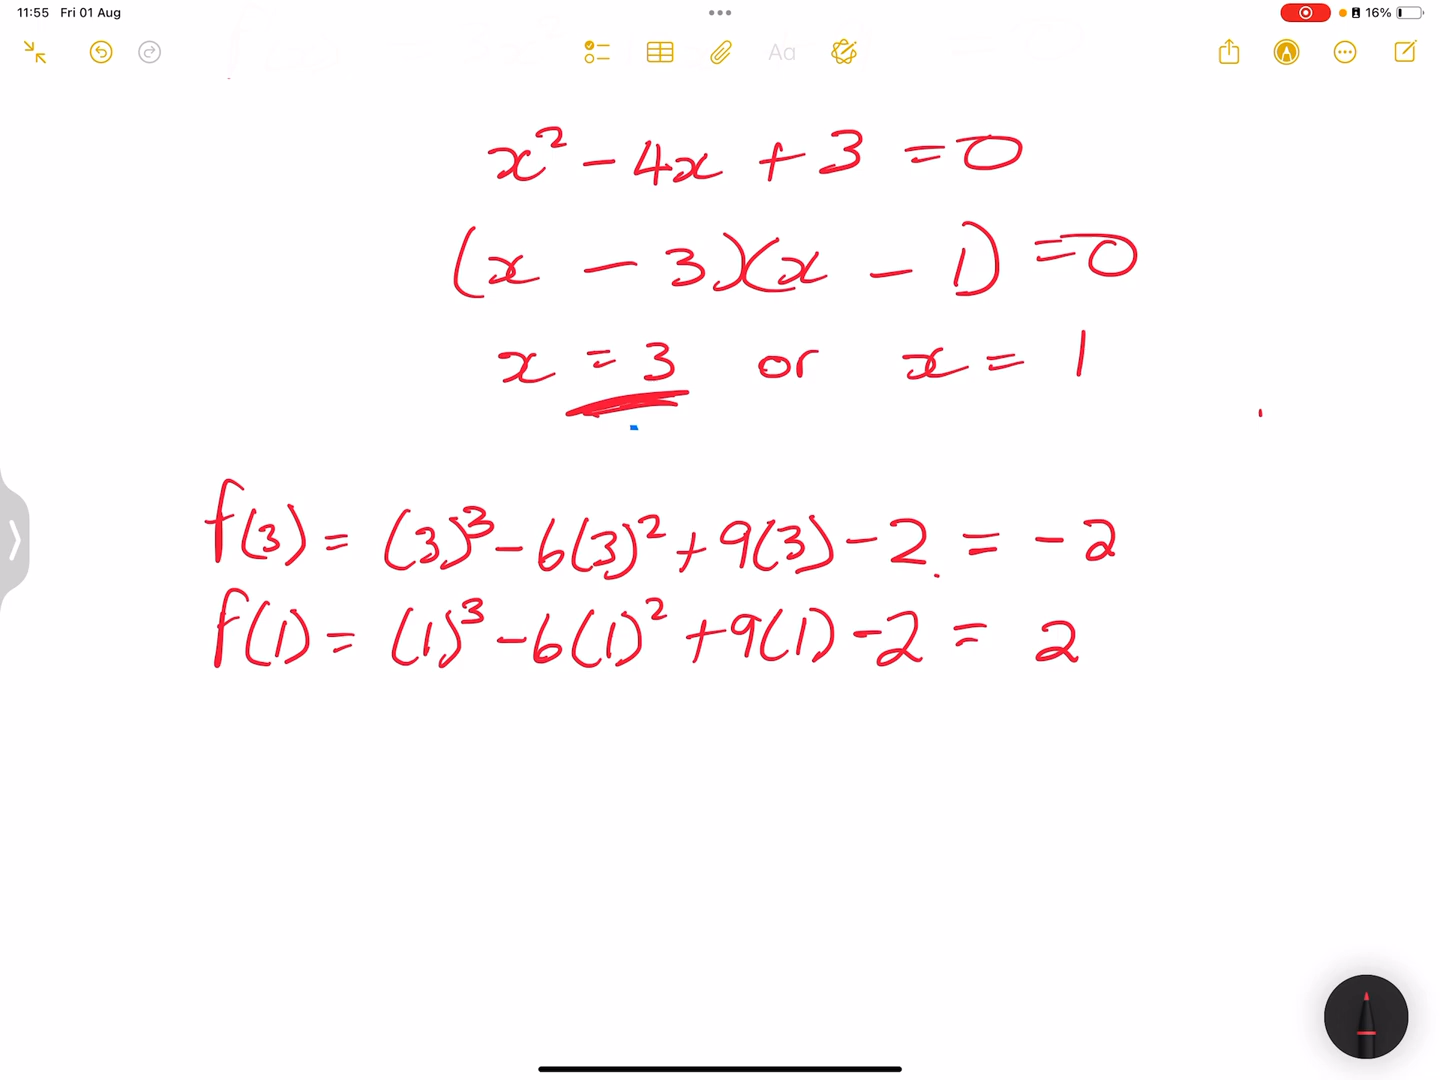 11:55 Fri 01 Aug
16%
Aa
x² - 4x + 3 = 0
(x - 3)(x - 1) = 0
x = 3 or x = 1
f(3) = (3)³ - 6(3)² + 9(3) - 2 = -2
f(1) = (1)³ - 6(1)² + 9(1) - 2 = 2